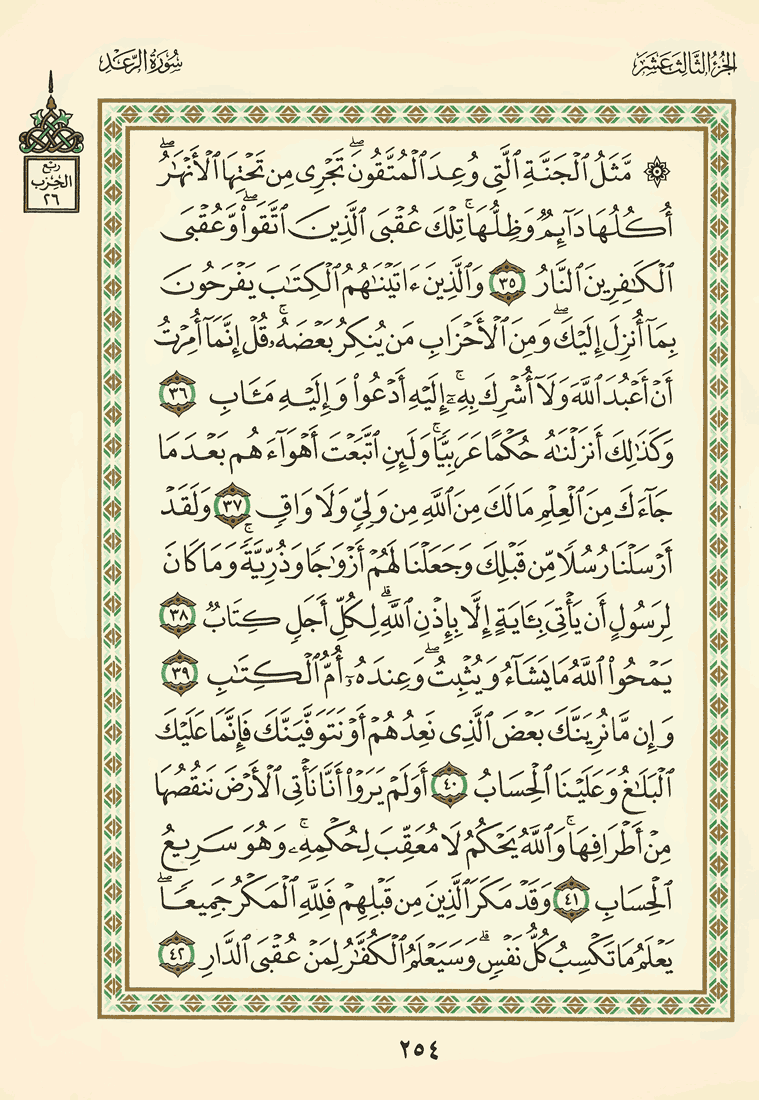 الجزء الثالث عشر
سورة الرعد
ربع
الحزب
٢٦
۞ مَّثَلُ ٱلْجَنَّةِ ٱلَّتِى وُعِدَ ٱلْمُتَّقُونَ ۖ تَجْرِى مِن تَحْتِهَا ٱلْأَنْهَٰرُ ۖ
أُكُلُهَا دَآئِمٌ وَظِلُّهَا ۚ تِلْكَ عُقْبَى ٱلَّذِينَ ٱتَّقَوا۟ ۖ وَّعُقْبَى
ٱلْكَٰفِرِينَ ٱلنَّارُ ٣٥ وَٱلَّذِينَ ءَاتَيْنَٰهُمُ ٱلْكِتَٰبَ يَفْرَحُونَ
بِمَآ أُنزِلَ إِلَيْكَ ۖ وَمِنَ ٱلْأَحْزَابِ مَن يُنكِرُ بَعْضَهُۥ ۚ قُلْ إِنَّمَآ أُمِرْتُ
أَنْ أَعْبُدَ ٱللَّهَ وَلَآ أُشْرِكَ بِهِۦٓ ۚ إِلَيْهِ أَدْعُوا۟ وَإِلَيْهِ مَـَٔابِ ٣٦
وَكَذَٰلِكَ أَنزَلْنَٰهُ حُكْمًا عَرَبِيًّا ۚ وَلَئِنِ ٱتَّبَعْتَ أَهْوَآءَهُم بَعْدَمَا
جَآءَكَ مِنَ ٱلْعِلْمِ مَا لَكَ مِنَ ٱللَّهِ مِن وَلِىٍّ وَلَا وَاقٍ ٣٧ وَلَقَدْ
أَرْسَلْنَا رُسُلًا مِّن قَبْلِكَ وَجَعَلْنَا لَهُمْ أَزْوَٰجًا وَذُرِّيَّةً ۚ وَمَا كَانَ
لِرَسُولٍ أَن يَأْتِىَ بِـَٔايَةٍ إِلَّا بِإِذْنِ ٱللَّهِ ۗ لِكُلِّ أَجَلٍ كِتَابٌ ٣٨
يَمْحُوا۟ ٱللَّهُ مَا يَشَآءُ وَيُثْبِتُ ۖ وَعِندَهُۥٓ أُمُّ ٱلْكِتَٰبِ ٣٩
وَإِن مَّا نُرِيَنَّكَ بَعْضَ ٱلَّذِى نَعِدُهُمْ أَوْ نَتَوَفَّيَنَّكَ فَإِنَّمَا عَلَيْكَ
ٱلْبَلَٰغُ وَعَلَيْنَا ٱلْحِسَابُ ٤٠ أَوَلَمْ يَرَوْا۟ أَنَّا نَأْتِى ٱلْأَرْضَ نَنقُصُهَا
مِنْ أَطْرَافِهَا ۚ وَٱللَّهُ يَحْكُمُ لَا مُعَقِّبَ لِحُكْمِهِۦ ۚ وَهُوَ سَرِيعُ
ٱلْحِسَابِ ٤١ وَقَدْ مَكَرَ ٱلَّذِينَ مِن قَبْلِهِمْ فَلِلَّهِ ٱلْمَكْرُ جَمِيعًا ۖ
يَعْلَمُ مَا تَكْسِبُ كُلُّ نَفْسٍ ۗ وَسَيَعْلَمُ ٱلْكُفَّٰرُ لِمَنْ عُقْبَى ٱلدَّارِ ٤٢
٢٥٤